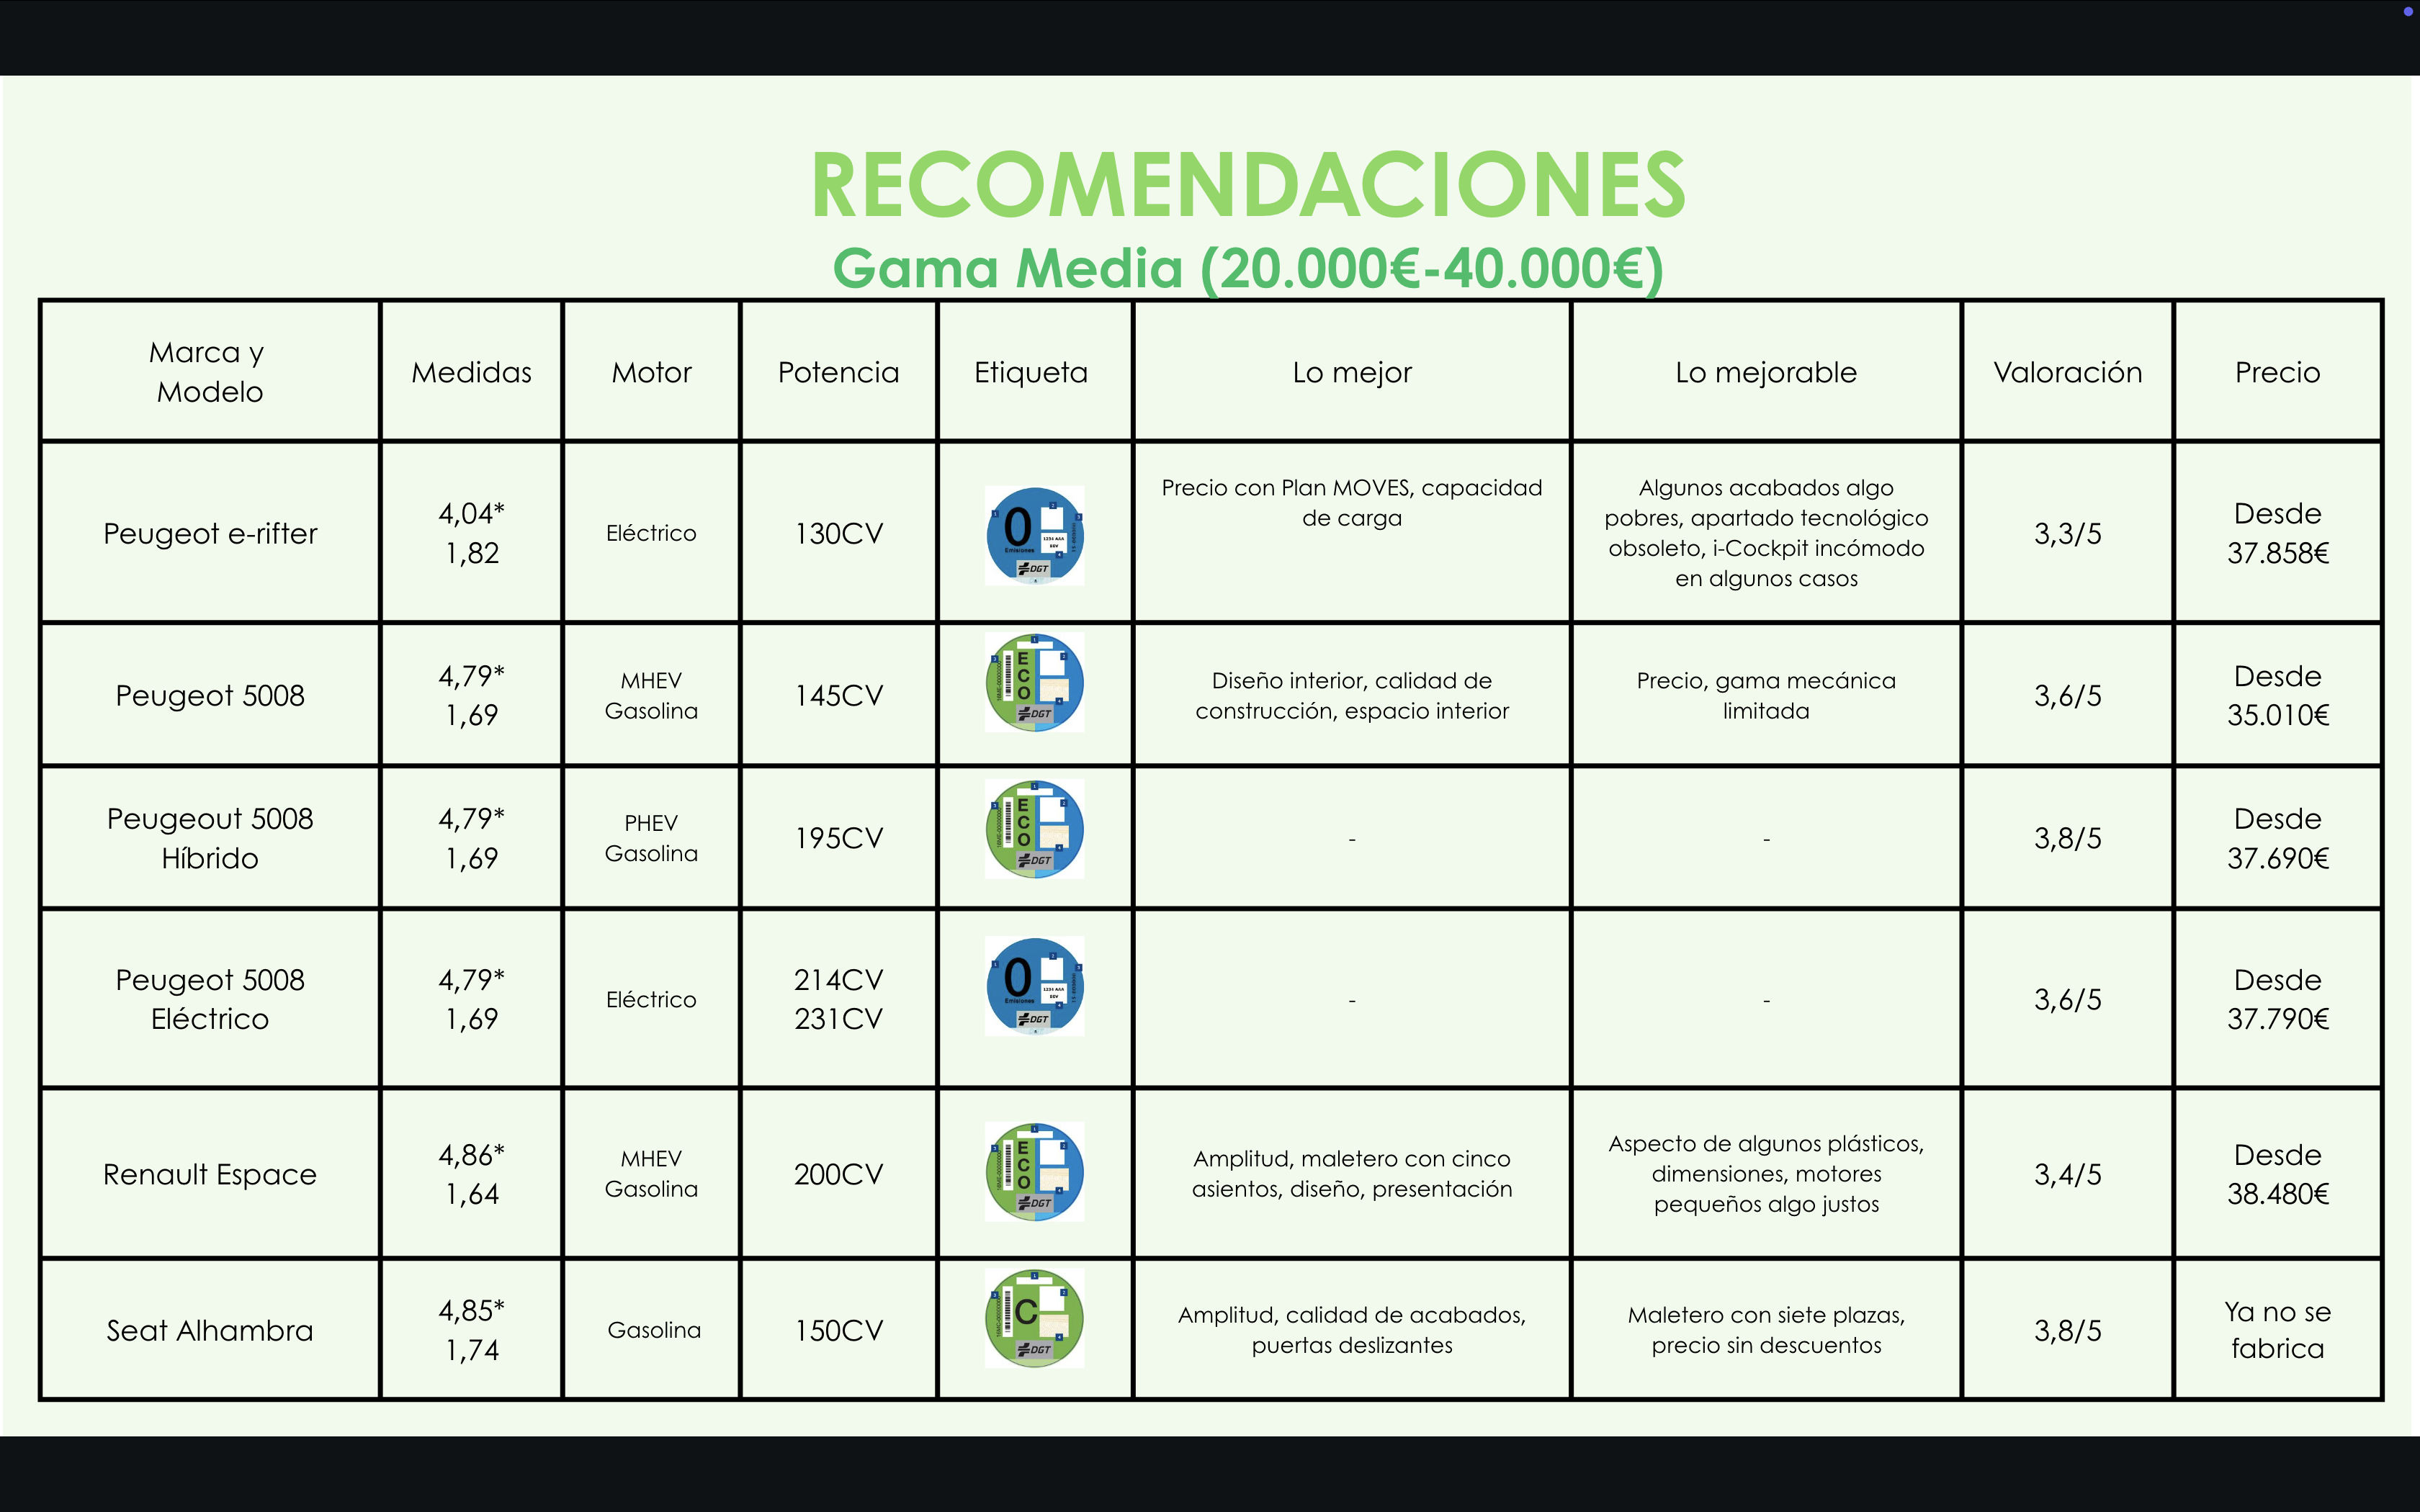 RECOMENDACIONES
Gama Media (20.000€-40.000€)
Marca y
Modelo
Medidas
Motor
Potencia
Etiqueta
Lo mejor
Lo mejorable
Valoración
Precio
Peugeot e-rifter
4,04*
1,82
Eléctrico
130CV
0
Emisiones
1234 AAA
DGT
Precio con Plan MOVES, capacidad
de carga
Algunos acabados algo
pobres, apartado tecnológico
obsoleto, i-Cockpit incómodo
en algunos casos
3,3/5
Desde
37.858€
Peugeot 5008
4,79*
1,69
MHEV
Gasolina
145CV
ECO
DGT
Diseño interior, calidad de
construcción, espacio interior
Precio, gama mecánica
limitada
3,6/5
Desde
35.010€
Peugeout 5008
Híbrido
4,79*
1,69
PHEV
Gasolina
195CV
ECO
DGT
-
-
3,8/5
Desde
37.690€
Peugeot 5008
Eléctrico
4,79*
1,69
Eléctrico
214CV
231CV
0
Emisiones
1234 AAA
DGT
-
-
3,6/5
Desde
37.790€
Renault Espace
4,86*
1,64
MHEV
Gasolina
200CV
ECO
DGT
Amplitud, maletero con cinco
asientos, diseño, presentación
Aspecto de algunos plásticos,
dimensiones, motores
pequeños algo justos
3,4/5
Desde
38.480€
Seat Alhambra
4,85*
1,74
Gasolina
150CV
C
DGT
Amplitud, calidad de acabados,
puertas deslizantes
Maletero con siete plazas,
precio sin descuentos
3,8/5
Ya no se
fabrica